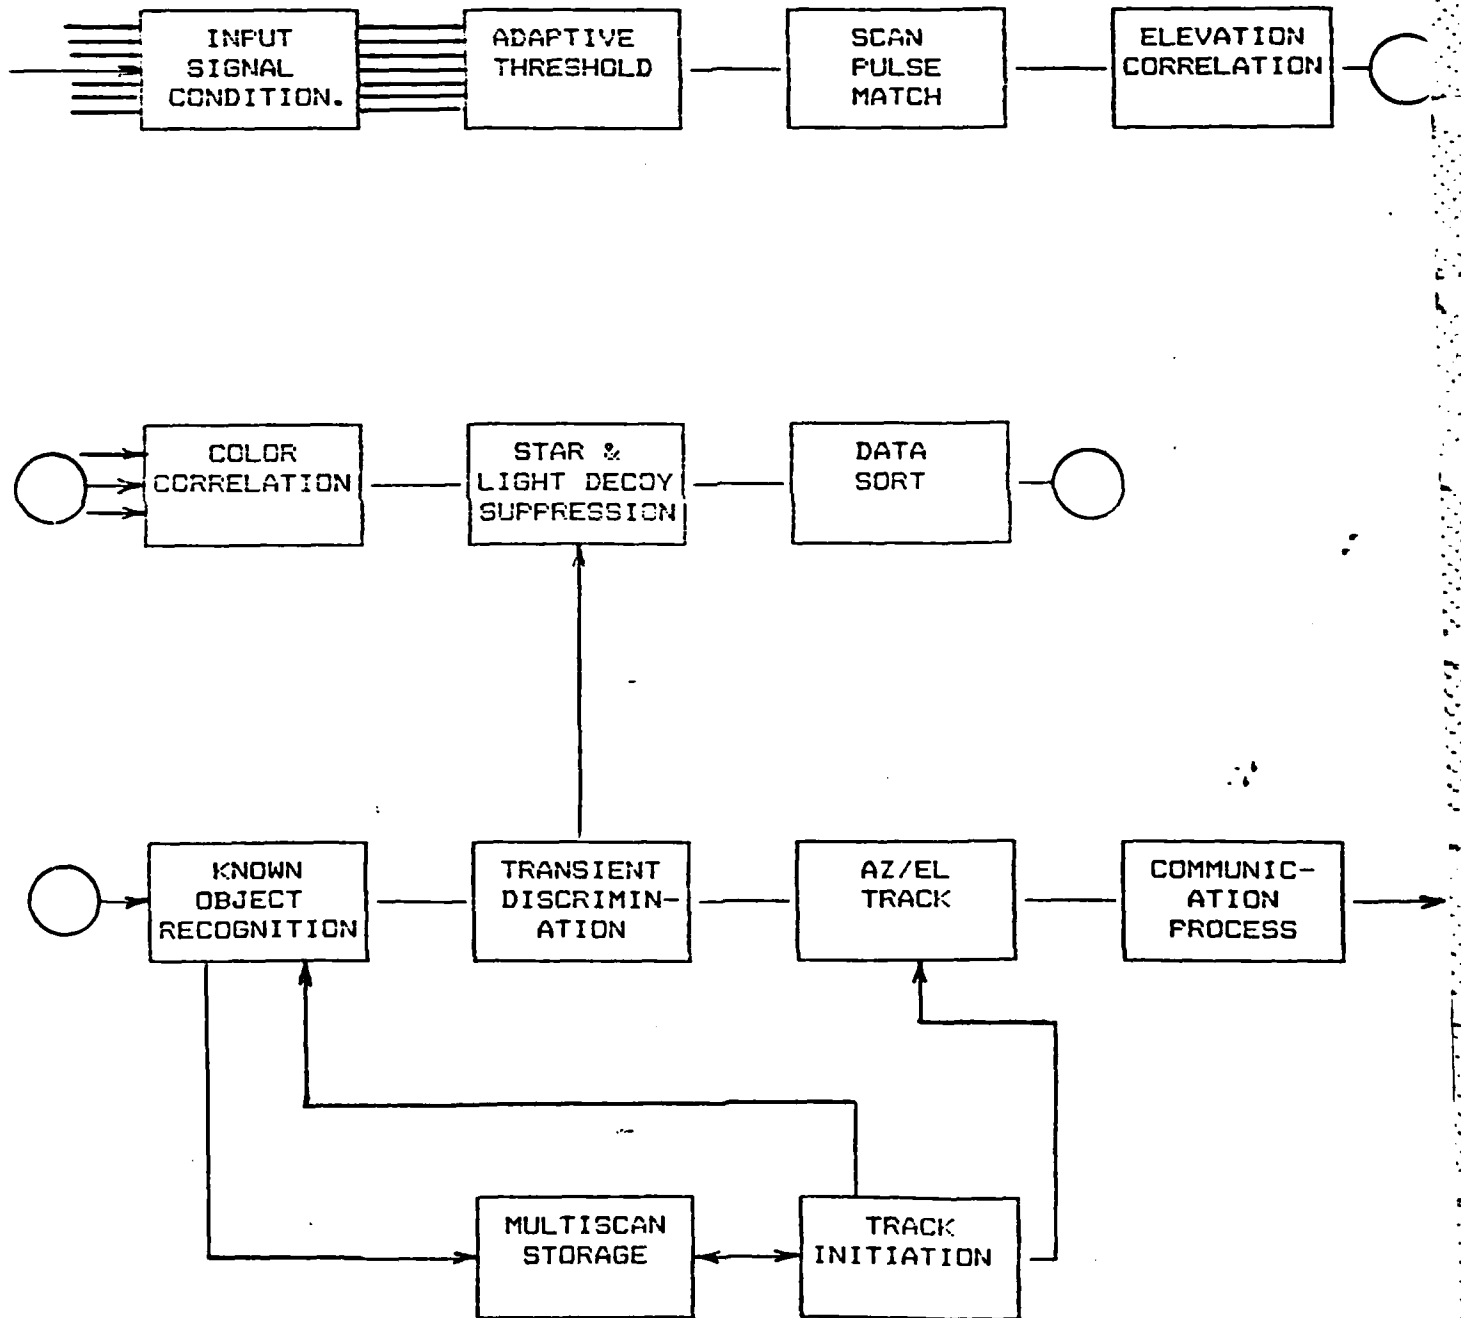 INPUT
SIGNAL
CONDITION.
ADAPTIVE
THRESHOLD
SCAN
PULSE
MATCH
ELEVATION
CORRELATION
COLOR
CORRELATION
STAR &
LIGHT DECOY
SUPPRESSION
DATA
SORT
KNOWN
OBJECT
RECOGNITION
TRANSIENT
DISCRIMIN-
ATION
AZ/EL
TRACK
COMMUNIC-
ATION
PROCESS
MULTISCAN
STORAGE
TRACK
INITIATION